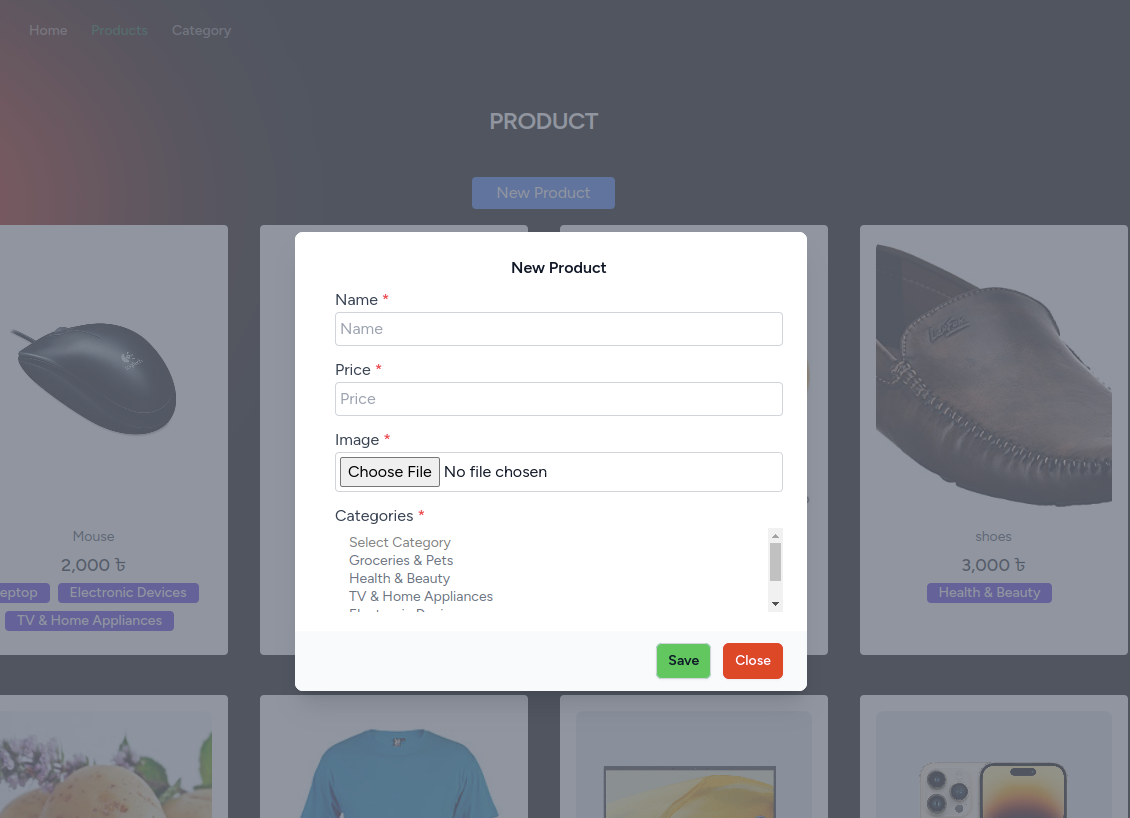 Home Products Category
PRODUCT
New Product
New Product
Name *
Name
Price *
Price
Image *
Choose File No file chosen
Categories *
Select Category
Groceries & Pets
Health & Beauty
TV & Home Appliances
Mouse
2,000 ৳
Electronic Devices
TV & Home Appliances
shoes
3,000 ৳
Health & Beauty
Save Close